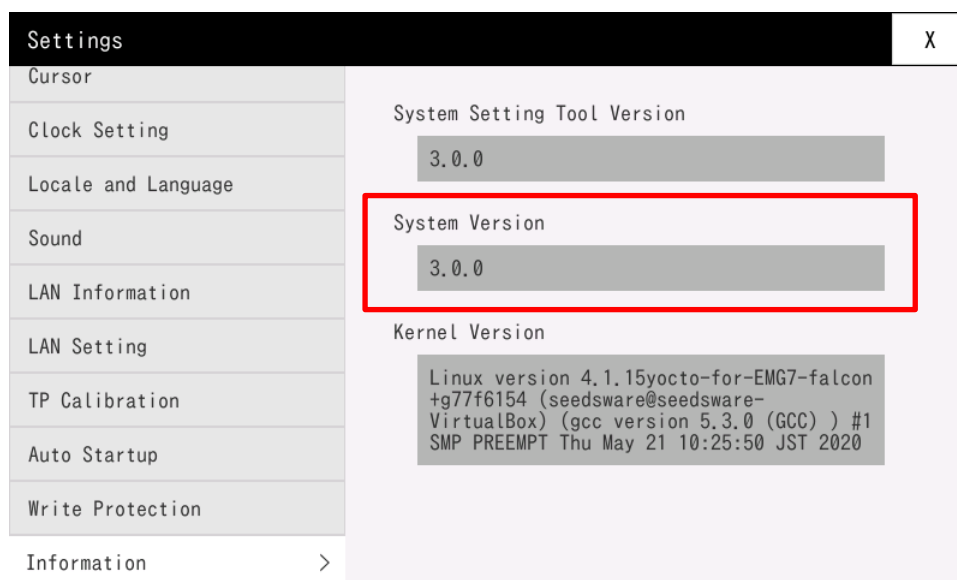 Settings
X
Cursor
Clock Setting
Locale and Language
Sound
LAN Information
LAN Setting
TP Calibration
Auto Startup
Write Protection
Information >
System Setting Tool Version
3.0.0
System Version
3.0.0
Kernel Version
Linux version 4.1.15yocto-for-EMG7-falcon
+g77f6154 (seedsware@seedsware-
VirtualBox) (gcc version 5.3.0 (GCC) ) #1
SMP PREEMPT Thu May 21 10:25:50 JST 2020